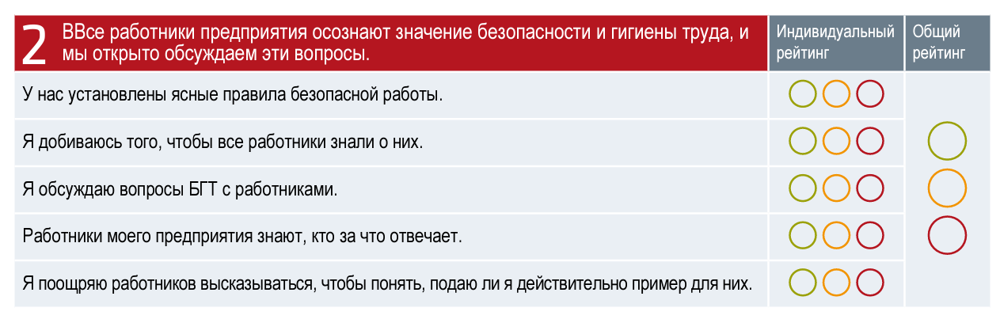 2
ВВсе работники предприятия осознают значение безопасности и гигиены труда, и
мы открыто обсуждаем эти вопросы.
Индивидуальный
рейтинг
Общий
рейтинг
У нас установлены ясные правила безопасной работы.
Я добиваюсь того, чтобы все работники знали о них.
Я обсуждаю вопросы БГТ с работниками.
Работники моего предприятия знают, кто за что отвечает.
Я поощряю работников высказываться, чтобы понять, подаю ли я действительно пример для них.